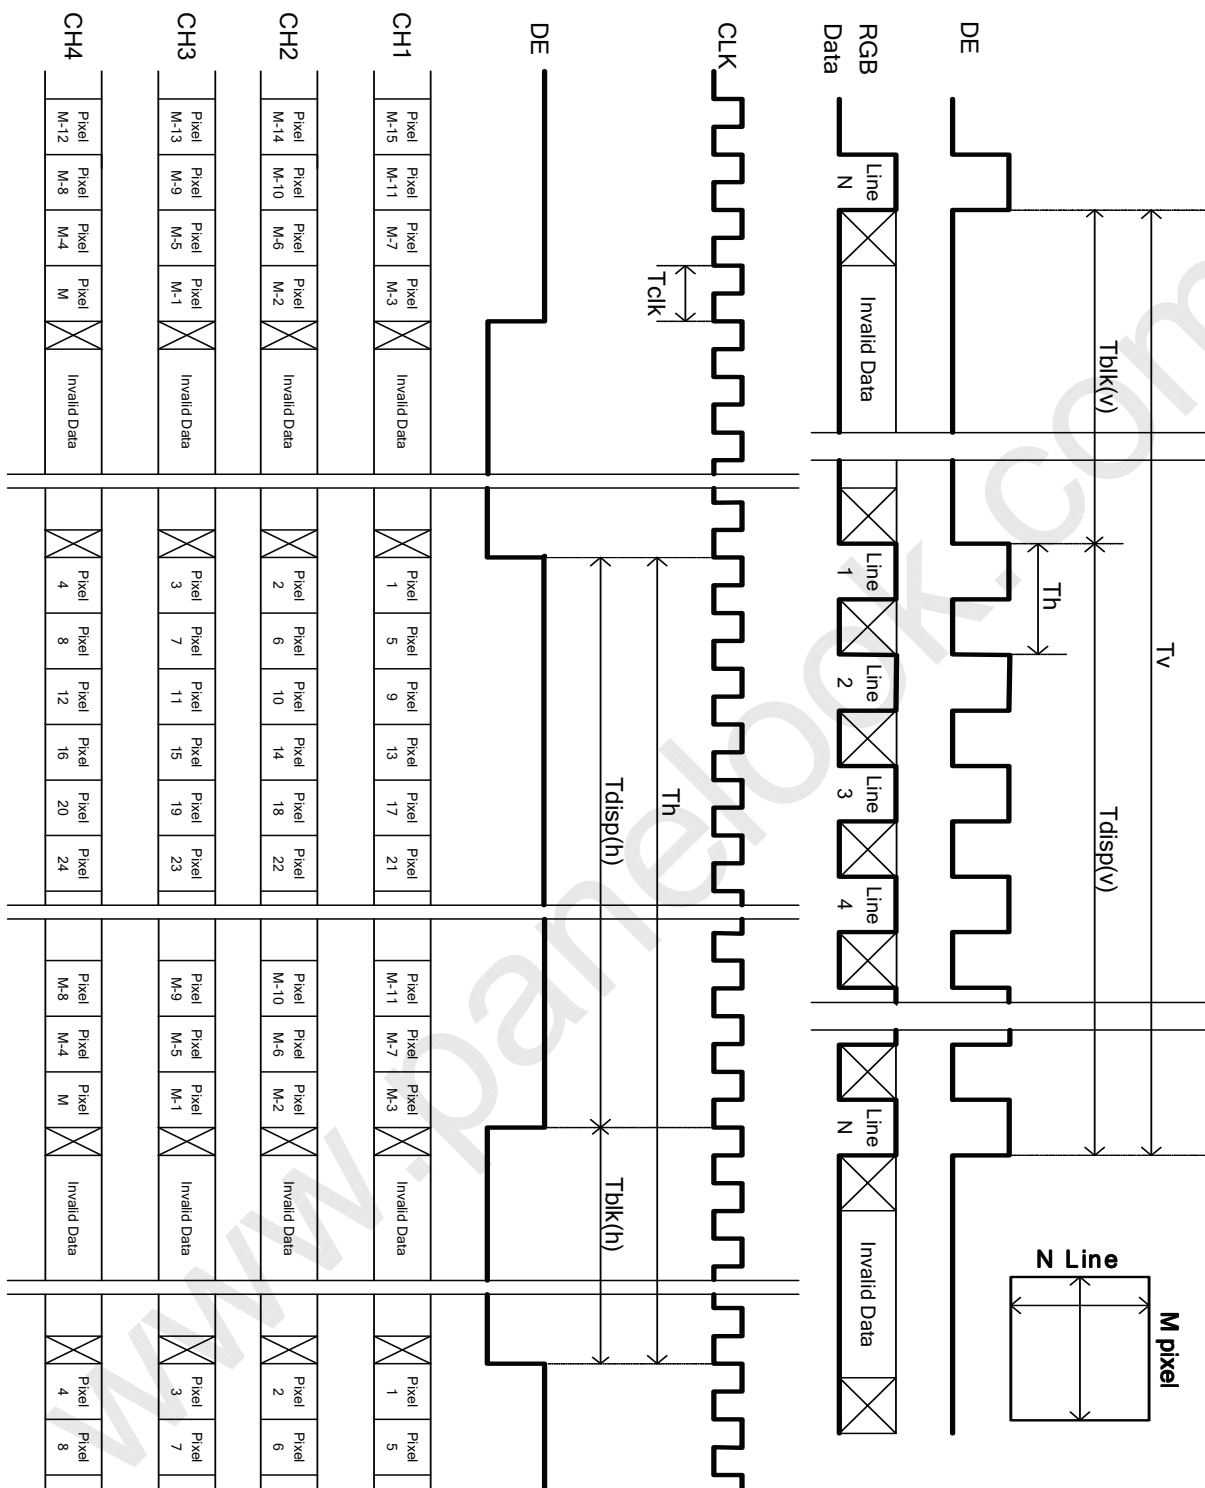 Tv
Tblk(v)
Tdisp(v)
Th
DE
RGB
Data
Line
N
Invalid Data
Line
1
Line
2
Line
3
Line
4
Line
N
Invalid Data
N Line
M pixel
CLK
Tclk
Th
Tdisp(h)
Tblk(h)
DE
CH1
Pixel
M-15
Pixel
M-11
Pixel
M-7
Pixel
M-3
Invalid Data
Pixel
1
Pixel
5
Pixel
9
Pixel
13
Pixel
17
Pixel
21
Pixel
M-11
Pixel
M-7
Pixel
M-3
Invalid Data
Pixel
1
Pixel
5
CH2
Pixel
M-14
Pixel
M-10
Pixel
M-6
Pixel
M-2
Invalid Data
Pixel
2
Pixel
6
Pixel
10
Pixel
14
Pixel
18
Pixel
22
Pixel
M-10
Pixel
M-6
Pixel
M-2
Invalid Data
Pixel
2
Pixel
6
CH3
Pixel
M-13
Pixel
M-9
Pixel
M-5
Pixel
M-1
Invalid Data
Pixel
3
Pixel
7
Pixel
11
Pixel
15
Pixel
19
Pixel
23
Pixel
M-9
Pixel
M-5
Pixel
M-1
Invalid Data
Pixel
3
Pixel
7
CH4
Pixel
M-12
Pixel
M-8
Pixel
M-4
Pixel
M
Invalid Data
Pixel
4
Pixel
8
Pixel
12
Pixel
16
Pixel
20
Pixel
24
Pixel
M-8
Pixel
M-4
Pixel
M
Invalid Data
Pixel
4
Pixel
8
www.panelook.com